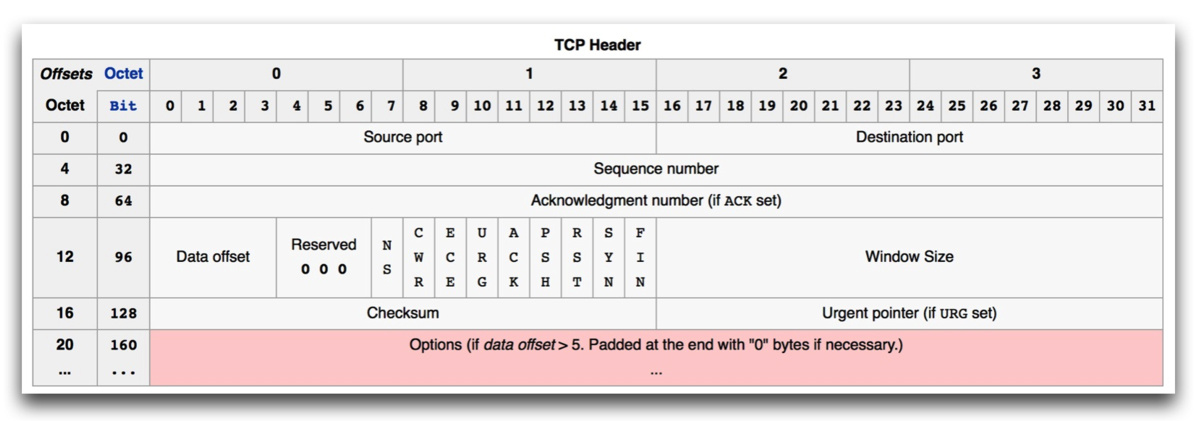 TCP Header
Offsets Octet 0 1 2 3
Octet Bit 0 1 2 3 4 5 6 7 8 9 10 11 12 13 14 15 16 17 18 19 20 21 22 23 24 25 26 27 28 29 30 31
0 0 Source port Destination port
4 32 Sequence number
8 64 Acknowledgment number (if ACK set)
12 96 Data offset Reserved 0 0 0 NS CWR ECE URG ACK PSH RST SYN FIN Window Size
16 128 Checksum Urgent pointer (if URG set)
20 160 Options (if data offset > 5. Padded at the end with "0" bytes if necessary.)
... ... ...